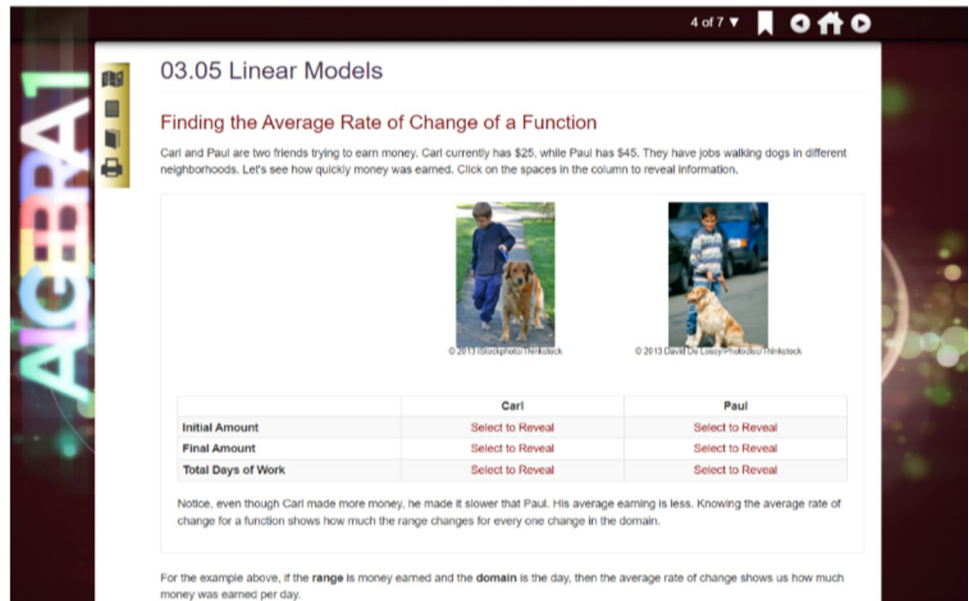 4 of 7 ▼
ALGEBRA1
03.05 Linear Models
Finding the Average Rate of Change of a Function
Carl and Paul are two friends trying to earn money. Carl currently has $25, while Paul has $45. They have jobs walking dogs in different
neighborhoods. Let's see how quickly money was earned. Click on the spaces in the column to reveal information.
© 2013 iStockphoto/Thinkstock
© 2013 David De Lossy/Photodisc/Thinkstock
Carl Paul
Initial Amount Select to Reveal Select to Reveal
Final Amount Select to Reveal Select to Reveal
Total Days of Work Select to Reveal Select to Reveal
Notice, even though Carl made more money, he made it slower that Paul. His average earning is less. Knowing the average rate of
change for a function shows how much the range changes for every one change in the domain.
For the example above, if the range is money earned and the domain is the day, then the average rate of change shows us how much
money was earned per day.